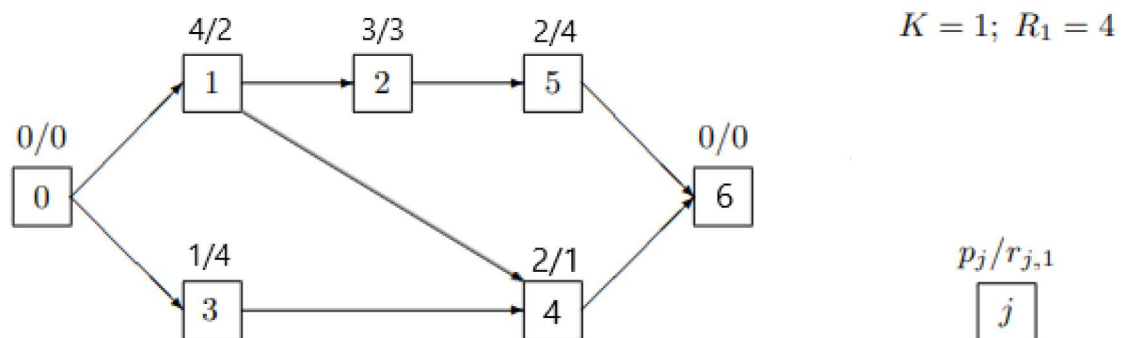 4/2 3/3 2/4 K = 1; R₁ = 4
1 2 5
0/0 0/0
0 6
1/4 2/1 pⱼ/rⱼ,₁
3 4 j